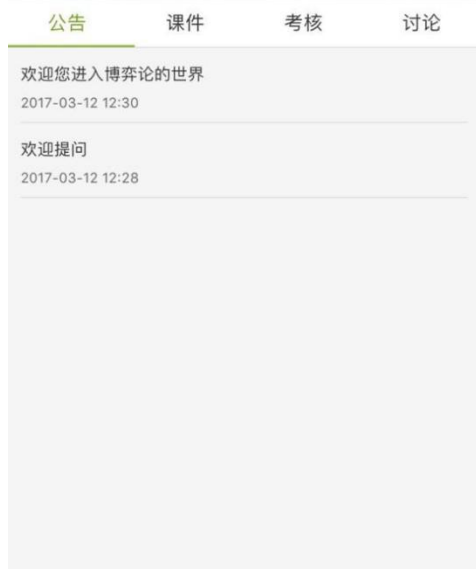 公告 课件 考核 讨论
欢迎您进入博弈论的世界
2017-03-12 12:30
欢迎提问
2017-03-12 12:28